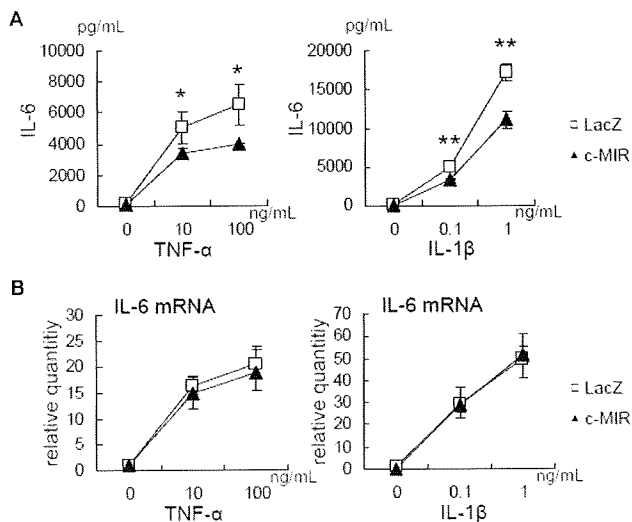 A
pg/mL
10000
8000
6000
4000
2000
0
IL-6
*
*
0 10 100
ng/mL
TNF-α
pg/mL
20000
15000
10000
5000
0
IL-6
**
**
0 0.1 1
ng/mL
IL-1β
LacZ
c-MIR
B
IL-6 mRNA
30
25
20
15
10
5
0
relative quantitiy
0 10 100
ng/mL
TNF-α
IL-6 mRNA
70
60
50
40
30
20
10
0
relative quantity
0 0.1 1
ng/mL
IL-1β
LacZ
c-MIR